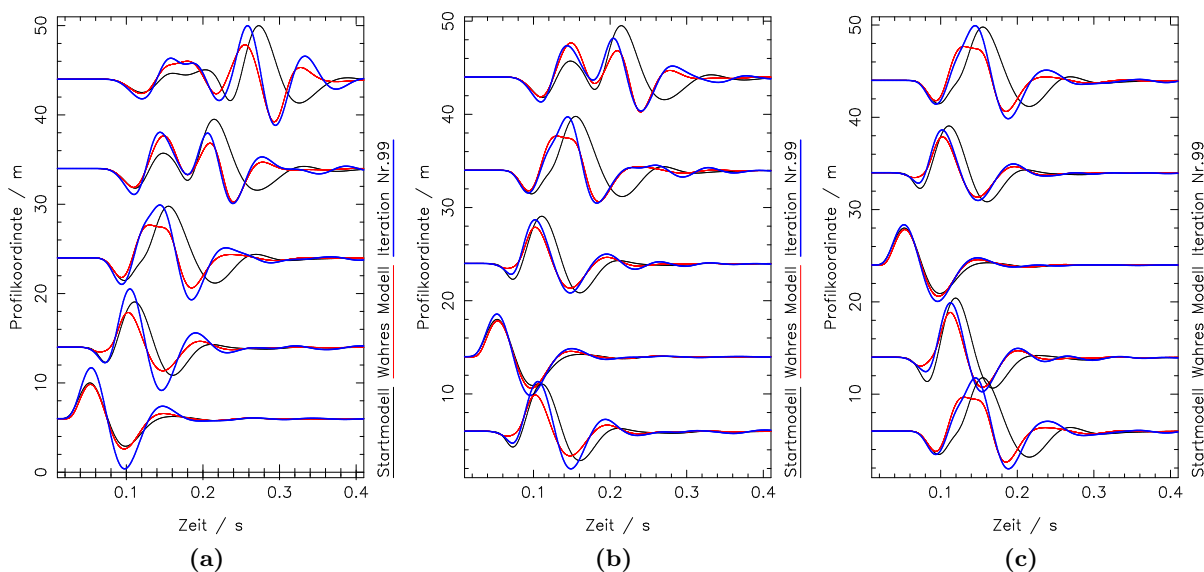 50
40
30
20
10
0
Profilkoordinate / m
0.1 0.2 0.3 0.4
Zeit / s
Startmodell Wahres Modell Iteration Nr.99
(a)
50
40
30
20
10
Profilkoordinate / m
0.1 0.2 0.3 0.4
Zeit / s
Startmodell Wahres Modell Iteration Nr.99
(b)
50
40
30
20
10
Profilkoordinate / m
0.1 0.2 0.3 0.4
Zeit / s
Startmodell Wahres Modell Iteration Nr.99
(c)